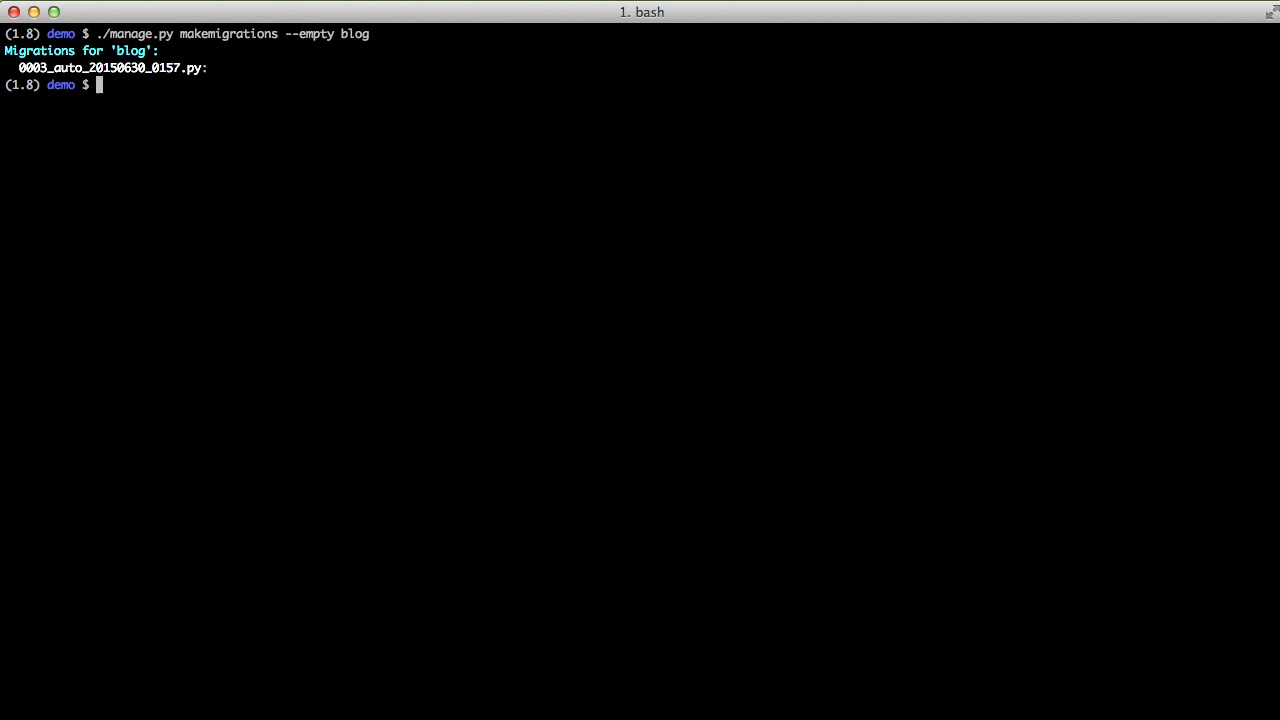 1. bash
(1.8) demo $ ./manage.py makemigrations --empty blog
Migrations for 'blog':
0003_auto_20150630_0157.py:
(1.8) demo $